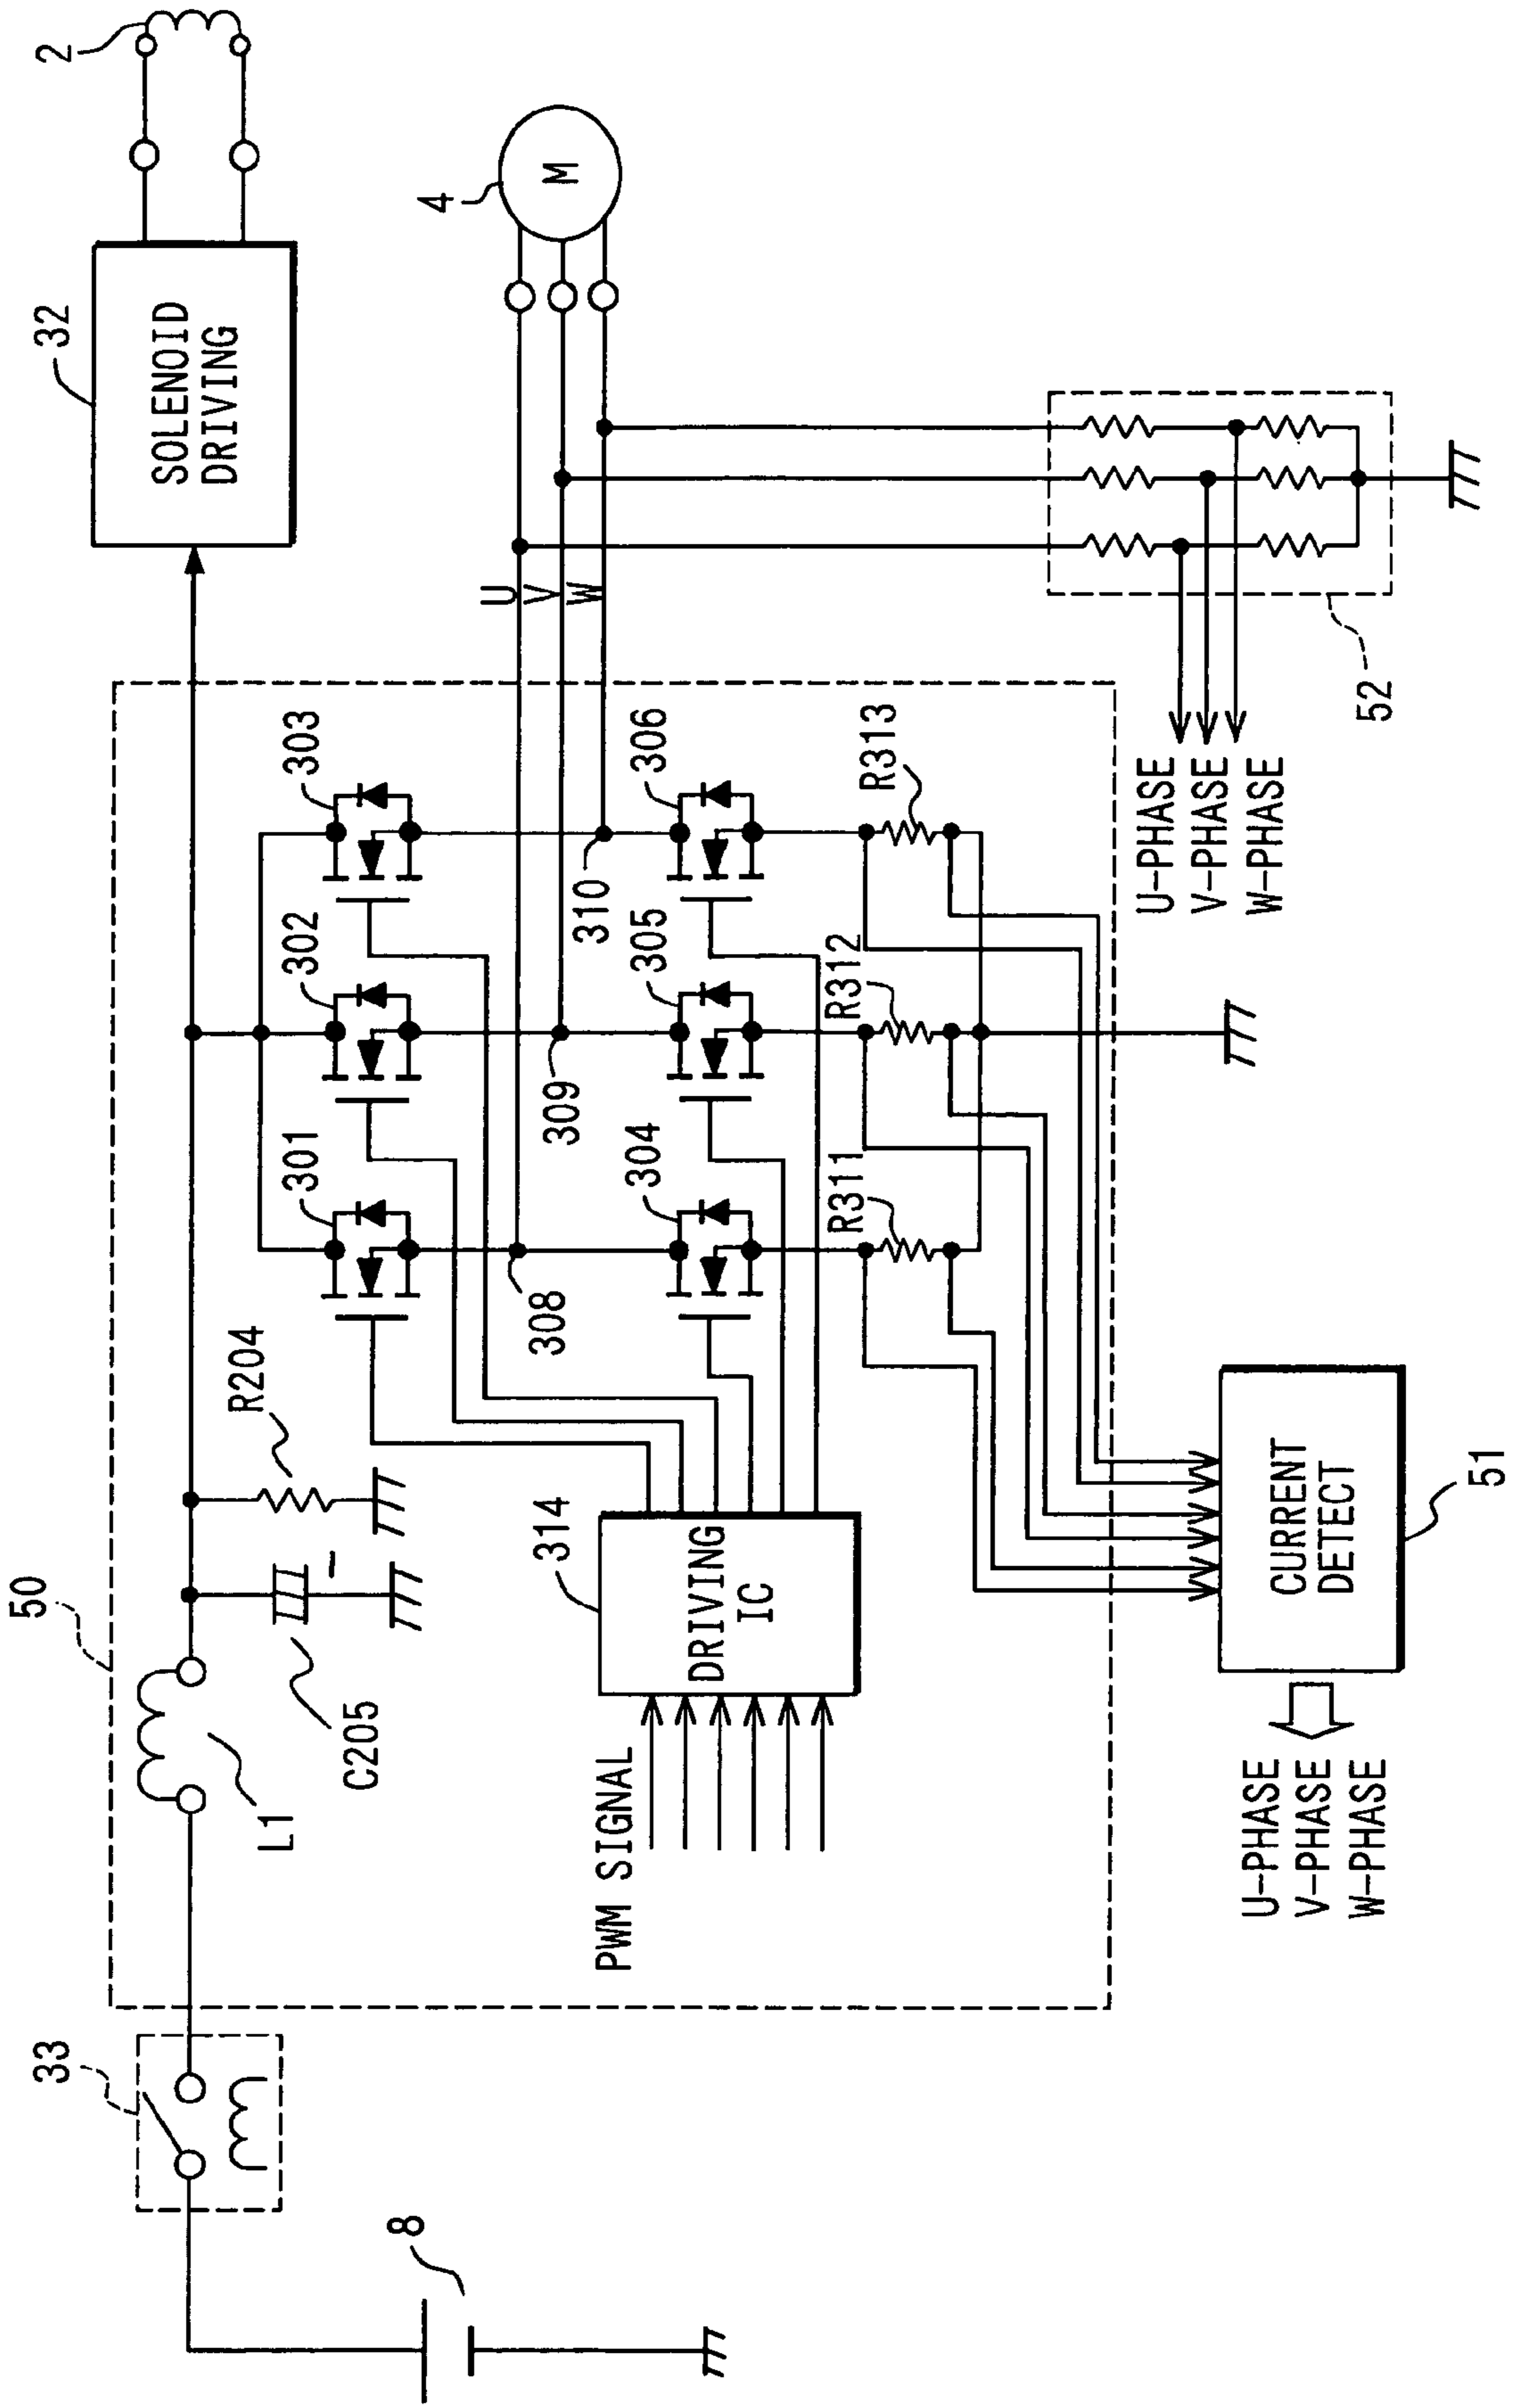 33
8
50
L1
C205
R204
PWM SIGNAL
314
DRIVING
IC
301
302
303
308
309
310
304
305
306
R311
R312
R313
U
V
W
32
SOLENOID
DRIVING
2
4
M
CURRENT
DETECT
51
U-PHASE
V-PHASE
W-PHASE
U-PHASE
V-PHASE
W-PHASE
52